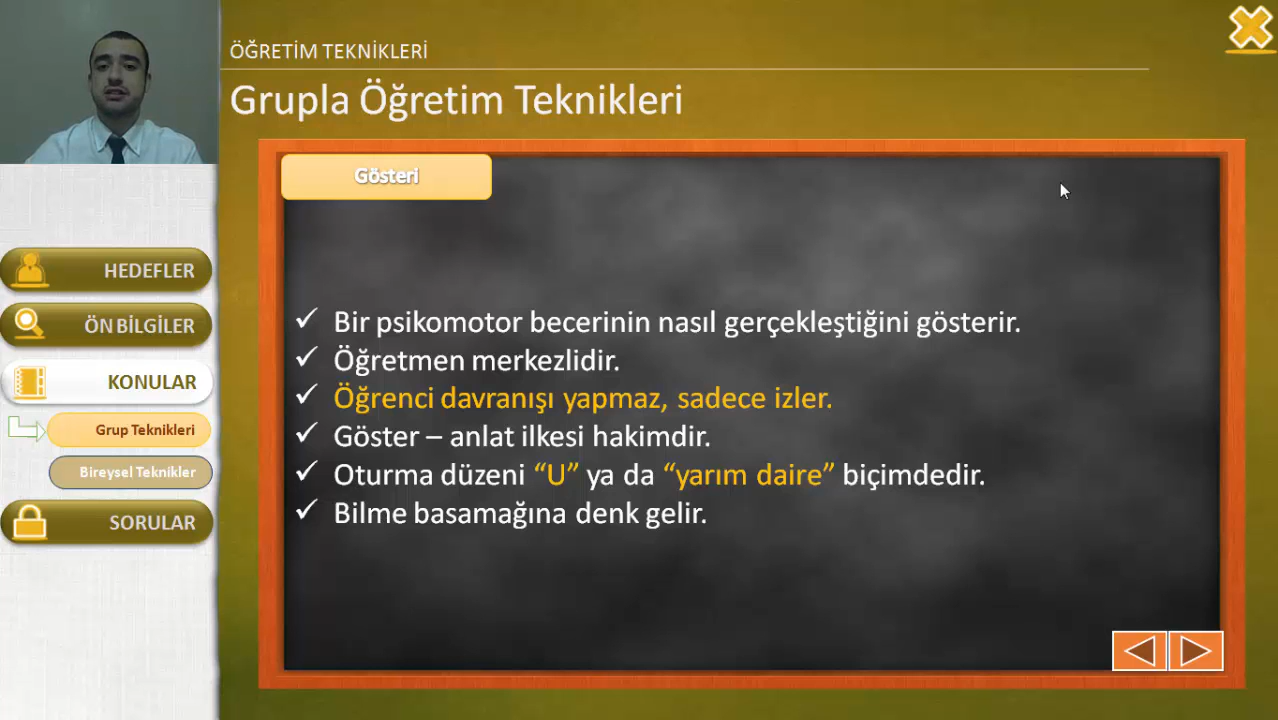 ÖĞRETİM TEKNİKLERİ
Grupla Öğretim Teknikleri
Gösteri
✓ Bir psikomotor becerinin nasıl gerçekleştiğini gösterir.
✓ Öğretmen merkezlidir.
✓ Öğrenci davranışı yapmaz, sadece izler.
✓ Göster – anlat ilkesi hakimdir.
✓ Oturma düzeni “U” ya da “yarım daire” biçimdedir.
✓ Bilme basamağına denk gelir.
HEDEFLER
ÖN BİLGİLER
KONULAR
Grup Teknikleri
Bireysel Teknikler
SORULAR